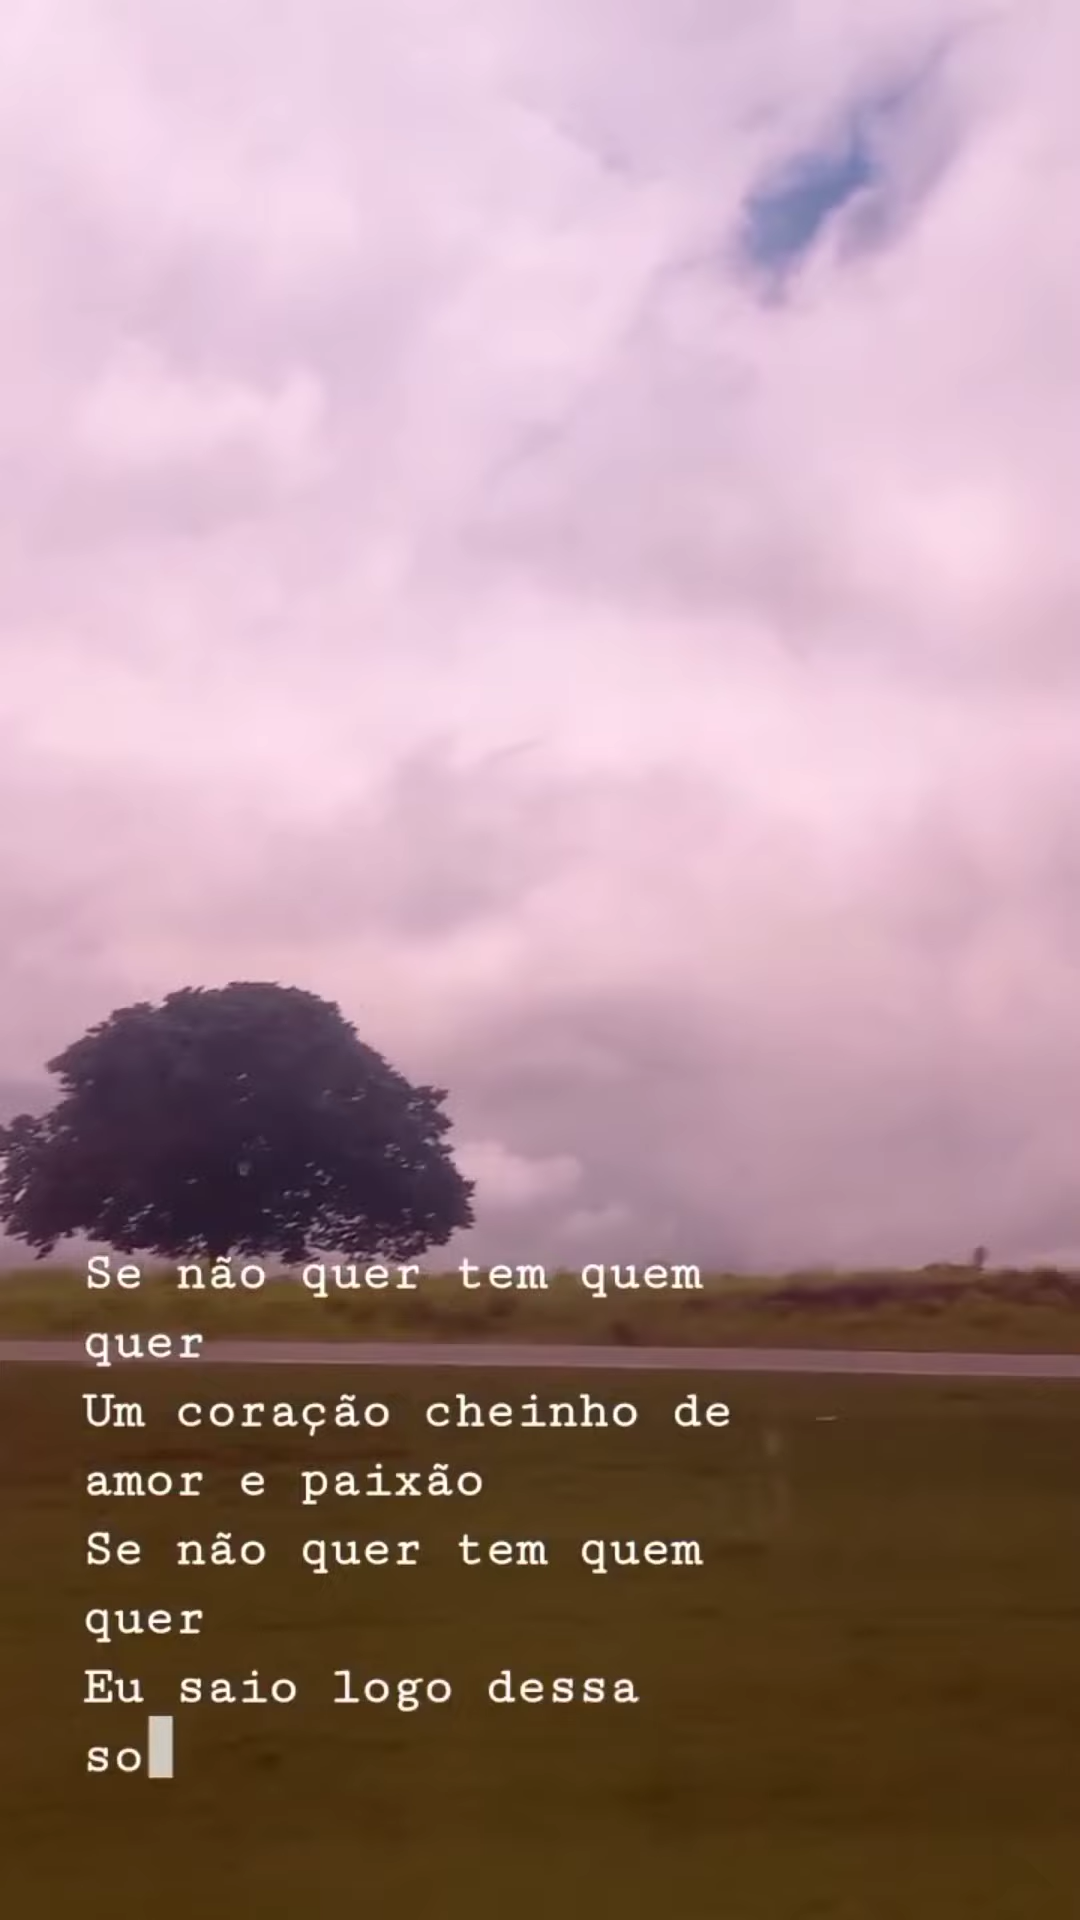 Se não quer tem quem
quer
Um coração cheinho de
amor e paixão
Se não quer tem quem
quer
Eu saio logo dessa
so